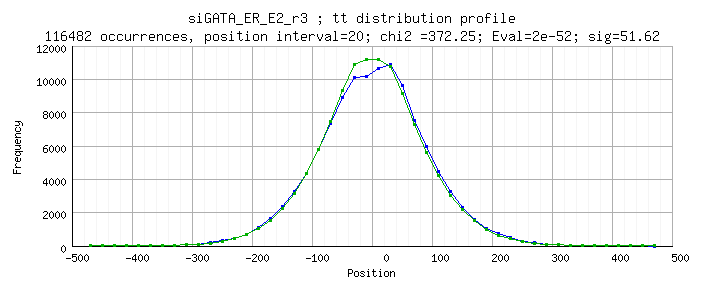 siGATA_ER_E2_r3 ; tt distribution profile
116482 occurrences, position interval=20; chi2 =372.25; Eval=2e-52; sig=51.62
12000
10000
8000
6000
4000
2000
0
Frequency
-500 -400 -300 -200 -100 0 100 200 300 400 500
Position